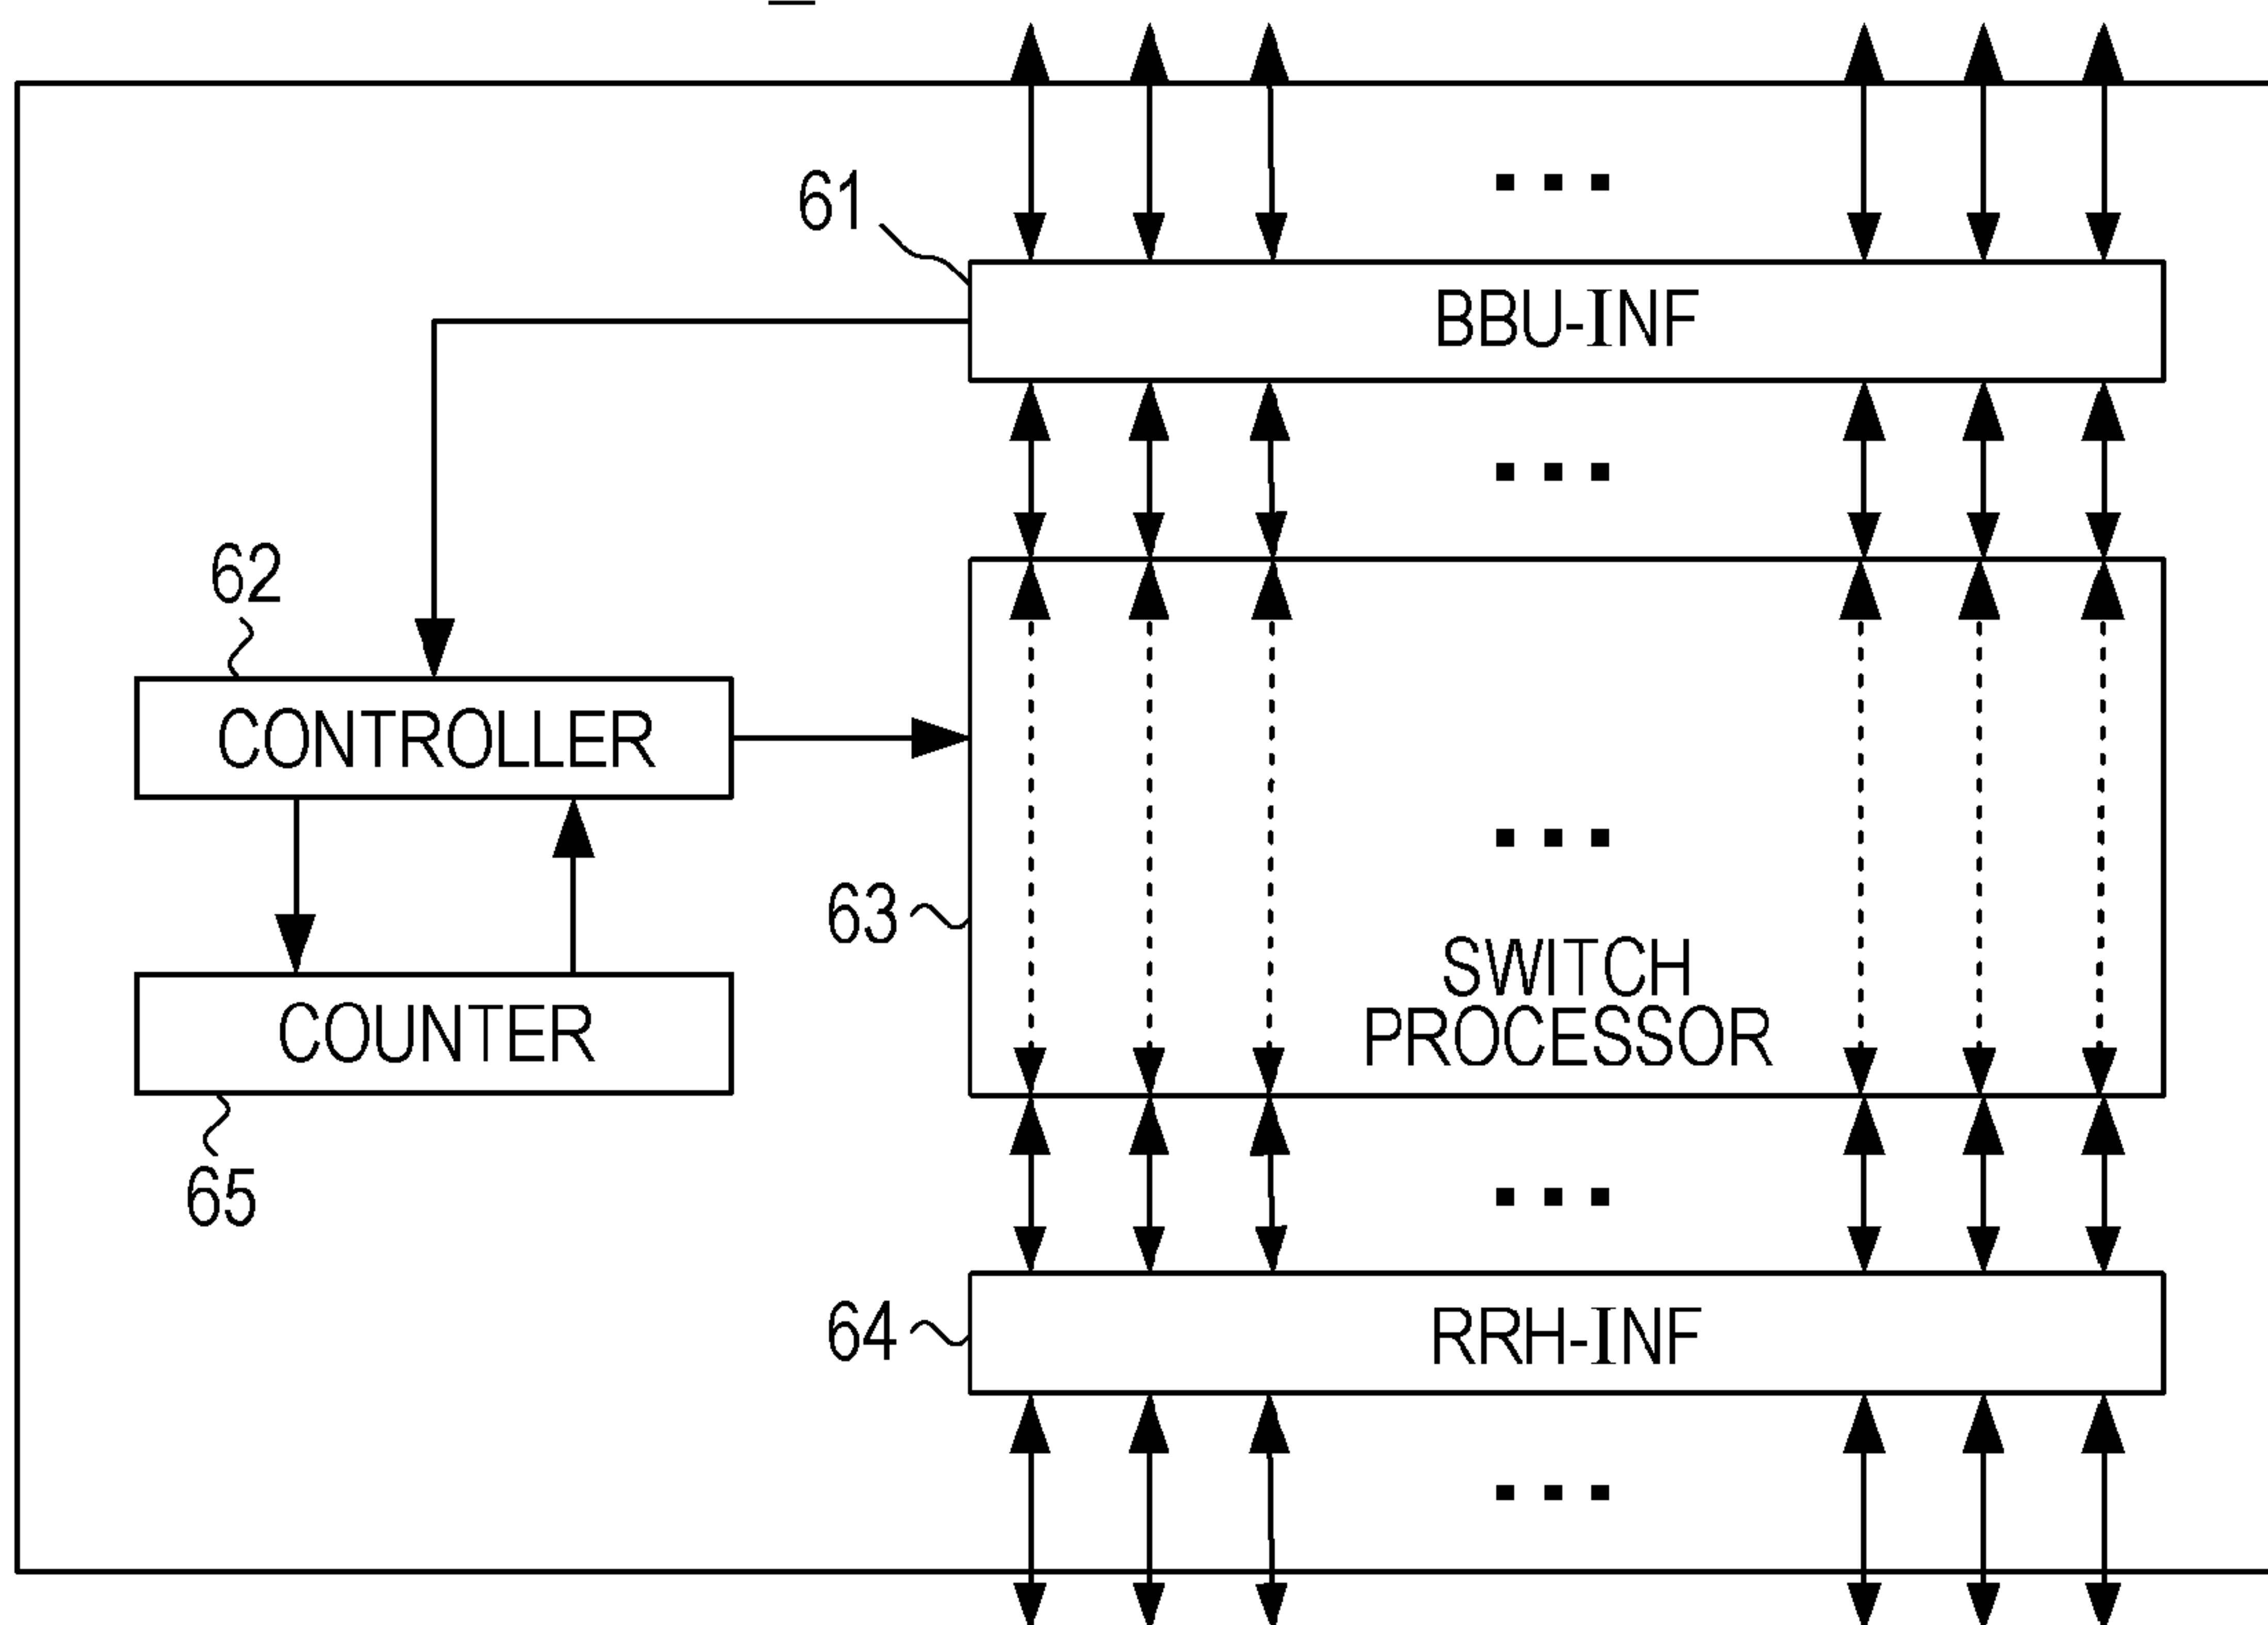 61
BBU-INF
62
CONTROLLER
63
SWITCH
PROCESSOR
COUNTER
65
64
RRH-INF